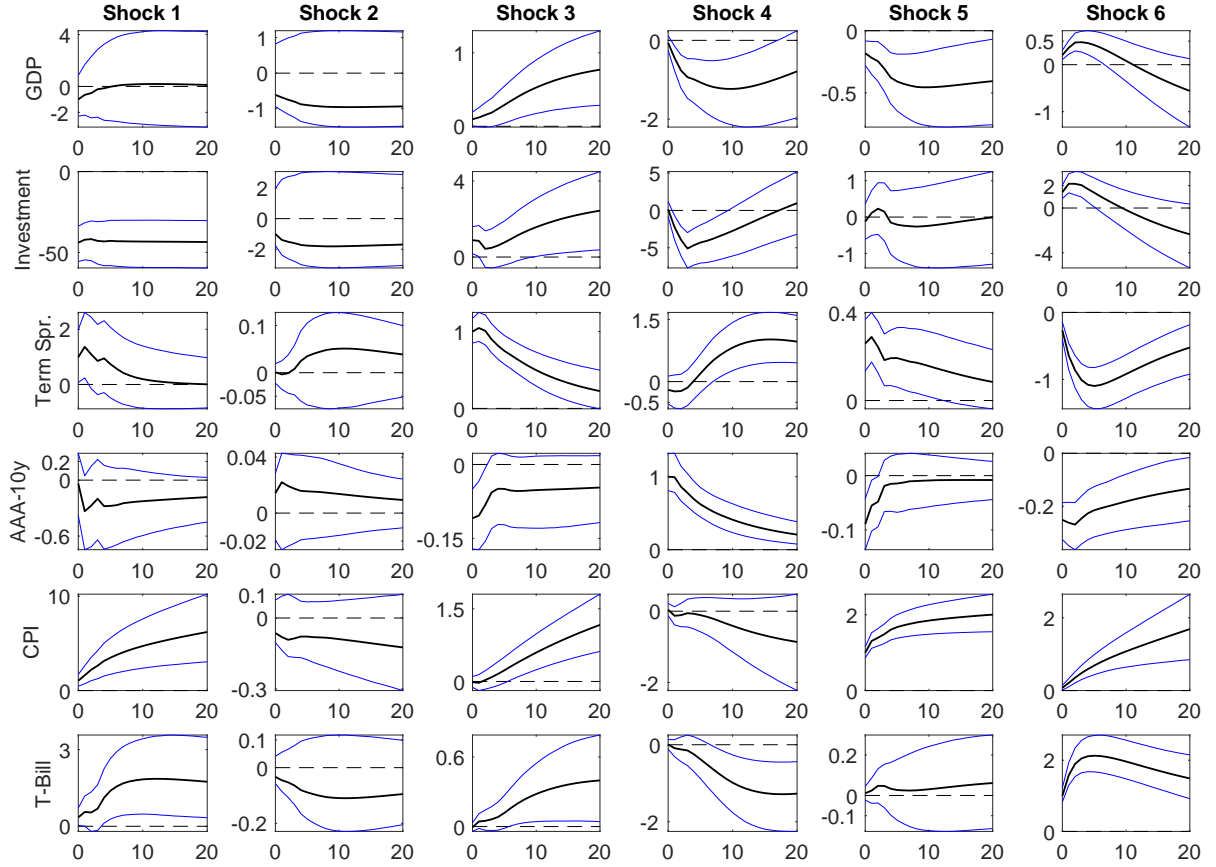 Shock 1 Shock 2 Shock 3 Shock 4 Shock 5 Shock 6
GDP
4 2 0 -2
1 0 -1
1 0
0 -2
-0.5
0.5 0 -1
0 10 20 0 10 20 0 10 20 0 10 20 0 10 20 0 10 20
Investment
0 -50
2 0 -2
4 0
5 0 -5
1 0 -1
2 0 -4
0 10 20 0 10 20 0 10 20 0 10 20 0 10 20 0 10 20
Term Spr.
2 0
0.1 0 -0.05
1 0
1.5 0 -0.5
0.4 0
0 -1
0 10 20 0 10 20 0 10 20 0 10 20 0 10 20 0 10 20
AAA-10y
0.2 0 -0.6
0.04 0 -0.02
0 -0.15
1 0
0 -0.1
0 -0.2
0 10 20 0 10 20 0 10 20 0 10 20 0 10 20 0 10 20
CPI
10 5 0
0.1 0 -0.3
1.5 0
0 -2
2 0
2 0
0 10 20 0 10 20 0 10 20 0 10 20 0 10 20 0 10 20
T-Bill
3 0
0.1 0 -0.2
0.6 0
0 -2
0.2 0 -0.1
2 0
0 10 20 0 10 20 0 10 20 0 10 20 0 10 20 0 10 20